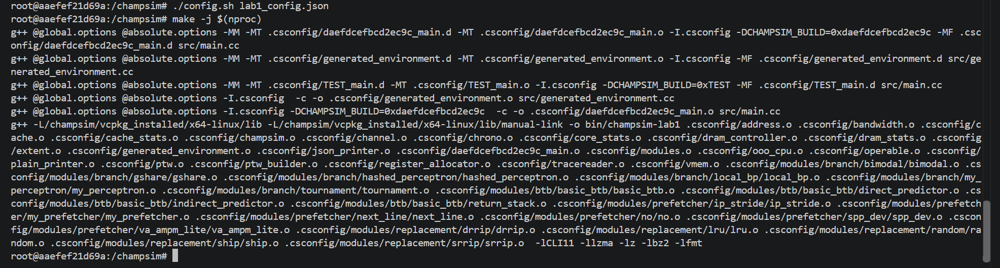 root@aaefef21d69a:/champsim# ./config.sh lab1_config.json
root@aaefef21d69a:/champsim# make -j $(nproc)
g++ @global.options @absolute.options -MM -MT .csconfig/daefdcefbcd2ec9c_main.d -MT .csconfig/daefdcefbcd2ec9c_main.o -I.csconfig -DCHAMPSIM_BUILD=0xdaefdcefbcd2ec9c -MF .csc
onfig/daefdcefbcd2ec9c_main.d src/main.cc
g++ @global.options @absolute.options -MM -MT .csconfig/generated_environment.d -MT .csconfig/generated_environment.o -I.csconfig -MF .csconfig/generated_environment.d src/ge
nerated_environment.cc
g++ @global.options @absolute.options -MM -MT .csconfig/TEST_main.d -MT .csconfig/TEST_main.o -I.csconfig -DCHAMPSIM_BUILD=0xTEST -MF .csconfig/TEST_main.d src/main.cc
g++ @global.options @absolute.options -I.csconfig  -c -o .csconfig/generated_environment.o src/generated_environment.cc
g++ @global.options @absolute.options -I.csconfig -DCHAMPSIM_BUILD=0xdaefdcefbcd2ec9c  -c -o .csconfig/daefdcefbcd2ec9c_main.o src/main.cc
g++ -L/champsim/vcpkg_installed/x64-linux/lib -L/champsim/vcpkg_installed/x64-linux/lib/manual-link -o bin/champsim-lab1 .csconfig/address.o .csconfig/bandwidth.o .csconfig/c
ache.o .csconfig/cache_stats.o .csconfig/champsim.o .csconfig/channel.o .csconfig/chrono.o .csconfig/core_stats.o .csconfig/dram_controller.o .csconfig/dram_stats.o .csconfig
/extent.o .csconfig/generated_environment.o .csconfig/json_printer.o .csconfig/daefdcefbcd2ec9c_main.o .csconfig/modules.o .csconfig/ooo_cpu.o .csconfig/operable.o .csconfig/
plain_printer.o .csconfig/ptw.o .csconfig/ptw_builder.o .csconfig/register_allocator.o .csconfig/tracereader.o .csconfig/vmem.o .csconfig/modules/branch/bimodal/bimodal.o .cs
config/modules/branch/gshare/gshare.o .csconfig/modules/branch/hashed_perceptron/hashed_perceptron.o .csconfig/modules/branch/local_bp/local_bp.o .csconfig/modules/branch/my_
perceptron/my_perceptron.o .csconfig/modules/branch/tournament/tournament.o .csconfig/modules/btb/basic_btb/basic_btb.o .csconfig/modules/btb/basic_btb/direct_predictor.o .cs
config/modules/btb/basic_btb/indirect_predictor.o .csconfig/modules/btb/basic_btb/return_stack.o .csconfig/modules/prefetcher/ip_stride/ip_stride.o .csconfig/modules/prefetch
er/my_prefetcher/my_prefetcher.o .csconfig/modules/prefetcher/next_line/next_line.o .csconfig/modules/prefetcher/no/no.o .csconfig/modules/prefetcher/spp_dev/spp_dev.o .cscon
fig/modules/prefetcher/va_ampm_lite/va_ampm_lite.o .csconfig/modules/replacement/drrip/drrip.o .csconfig/modules/replacement/lru/lru.o .csconfig/modules/replacement/random/ra
ndom.o .csconfig/modules/replacement/ship/ship.o .csconfig/modules/replacement/srrip/srrip.o  -lCLI11 -llzma -lz -lbz2 -lfmt
root@aaefef21d69a:/champsim#